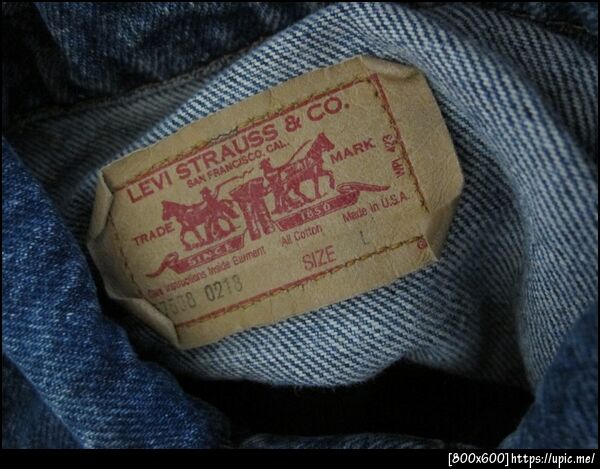 LEVI STRAUSS & CO.
SAN FRANCISCO, CAL.
TRADE MARK
WPL 423
SINCE 1850
Care Instructions Inside Garment All Cotton Made in U.S.A.
0213 SIZE L
[800x600]https://upic.me/